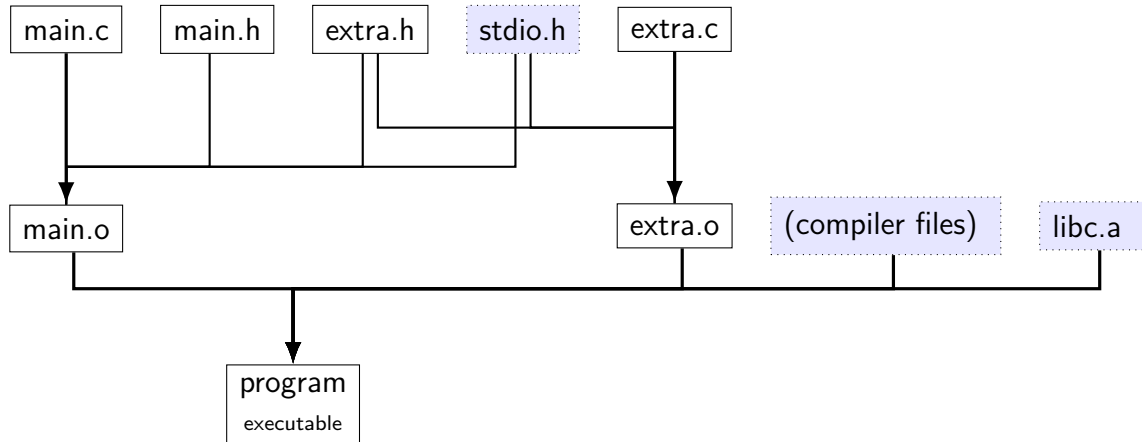 main.c
main.h
extra.h
stdio.h
extra.c
main.o
extra.o
(compiler files)
libc.a
program
executable